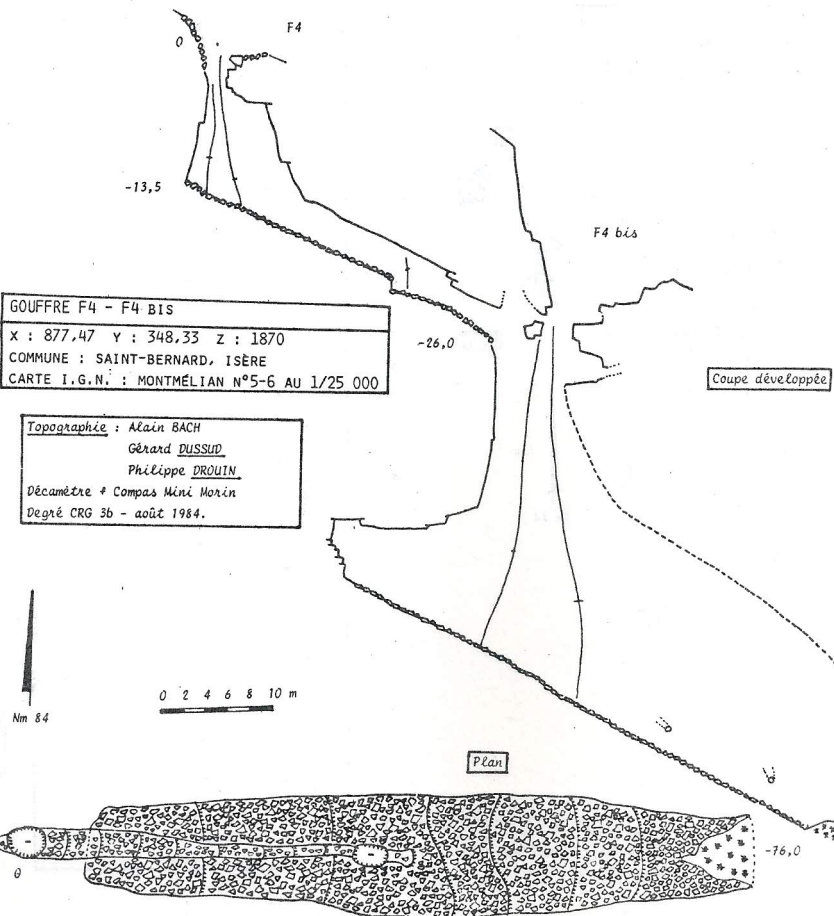 F4
0
-13,5
F4 bis
GOUFFRE F4 - F4 BIS
X : 877,47 Y : 348,33 Z : 1870
COMMUNE : SAINT-BERNARD, ISÈRE
CARTE I.G.N. : MONTMÉLIAN N°5-6 AU 1/25 000
-26,0
Coupe développée
Topographie : Alain BACH
Gérard DUSSUD
Philippe DROUIN
Décamètre + Compas Mini Morin
Degré CRG 3b - août 1984.
Nm 84
0 2 4 6 8 10 m
Plan
0
-76,0